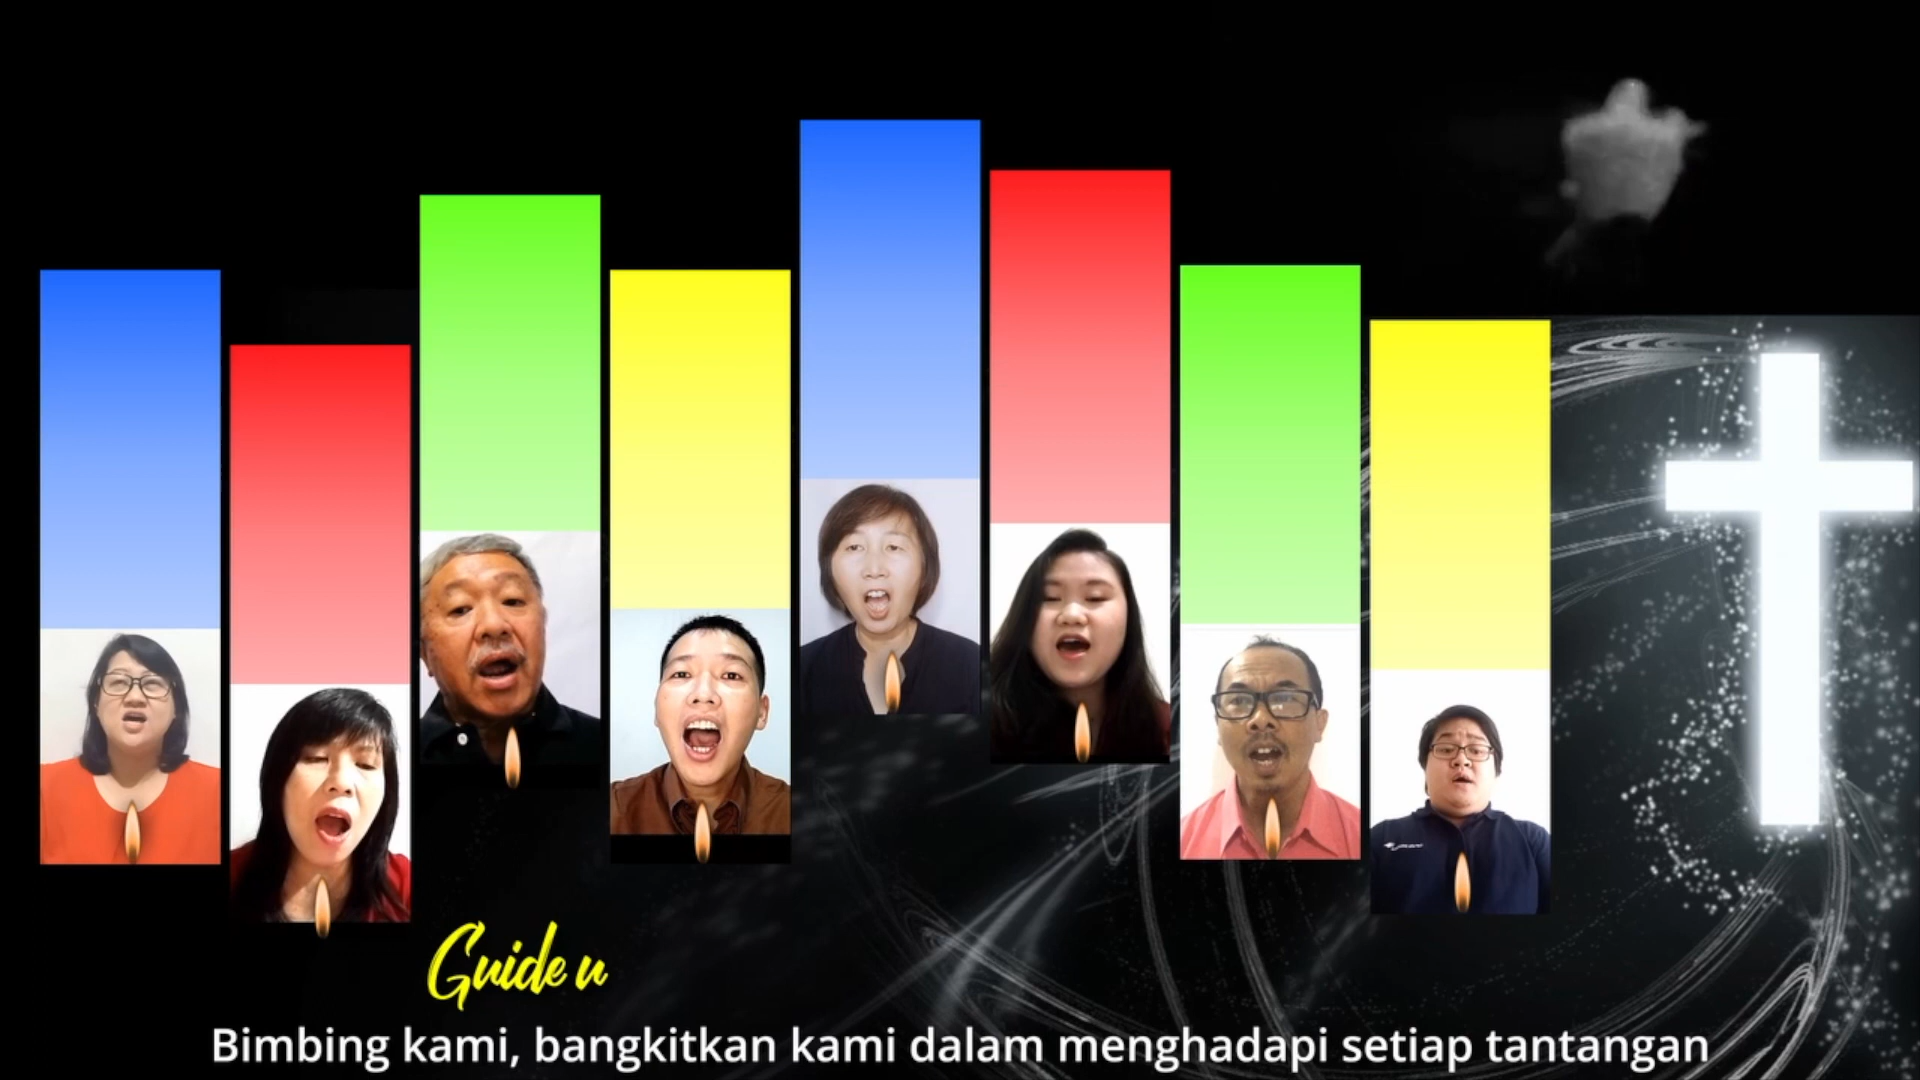 Guide u
Bimbing kami, bangkitkan kami dalam menghadapi setiap tantangan